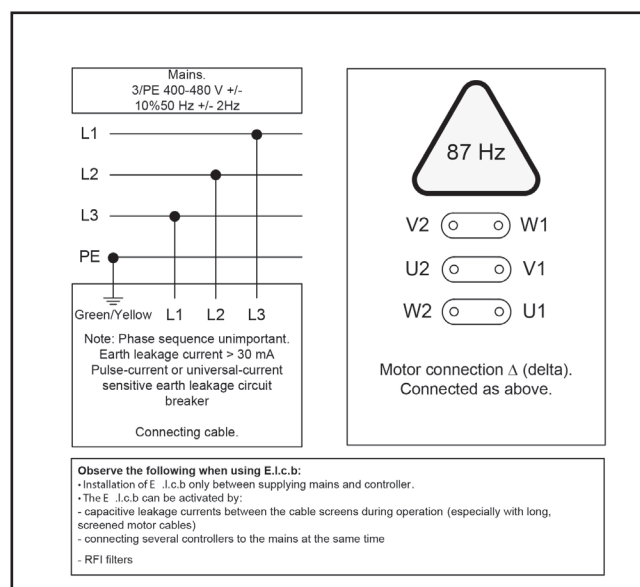 Mains.
3/PE 400-480 V +/-
10%50 Hz +/- 2Hz
L1
L2
L3
PE
Green/Yellow L1 L2 L3
Note: Phase sequence unimportant.
Earth leakage current > 30 mA
Pulse-current or universal-current
sensitive earth leakage circuit
breaker
Connecting cable.
87 Hz
V2 W1
U2 V1
W2 U1
Motor connection Δ (delta).
Connected as above.
Observe the following when using E.l.c.b:
• Installation of E .l.c.b only between supplying mains and controller.
• The E .l.c.b can be activated by:
- capacitive leakage currents between the cable screens during operation (especially with long,
screened motor cables)
- connecting several controllers to the mains at the same time
- RFI filters